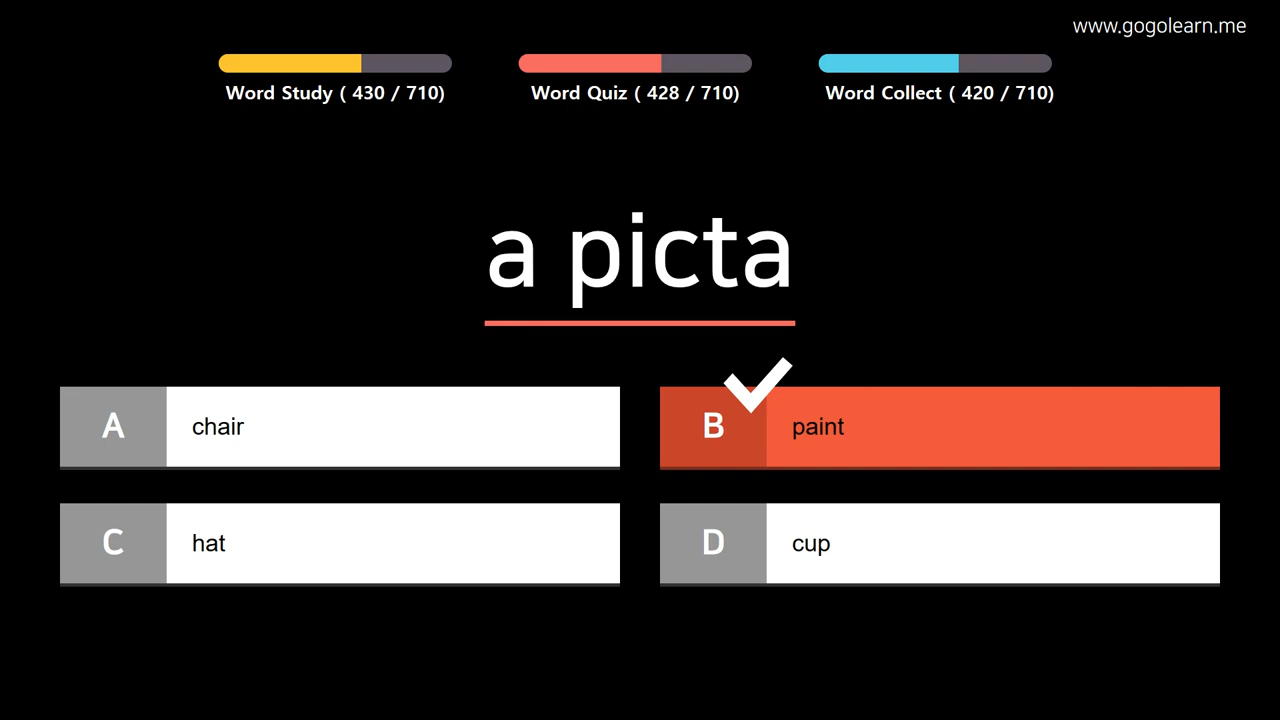 www.gogolearn.me
Word Study ( 430 / 710)
Word Quiz ( 428 / 710)
Word Collect ( 420 / 710)
a picta
A chair
B paint
C hat
D cup